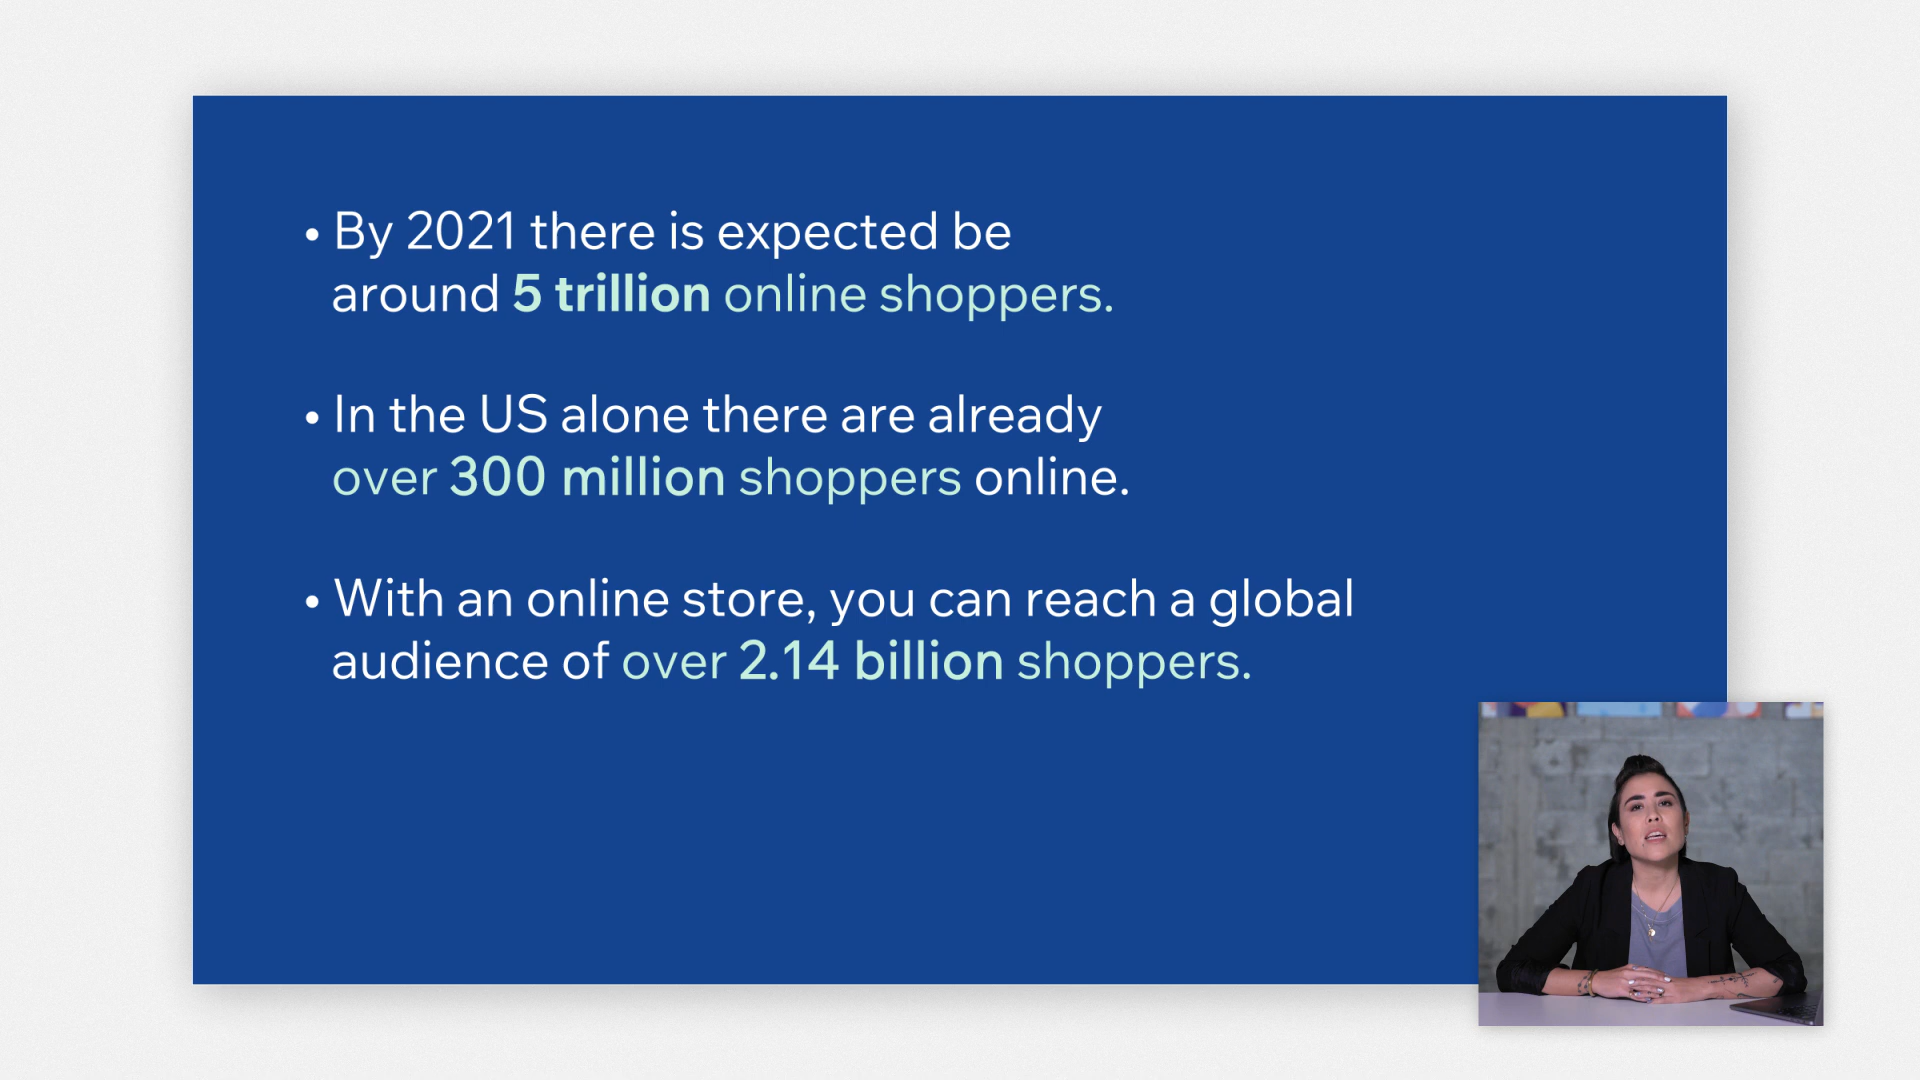 • By 2021 there is expected be
around 5 trillion online shoppers.
• In the US alone there are already
over 300 million shoppers online.
• With an online store, you can reach a global
audience of over 2.14 billion shoppers.